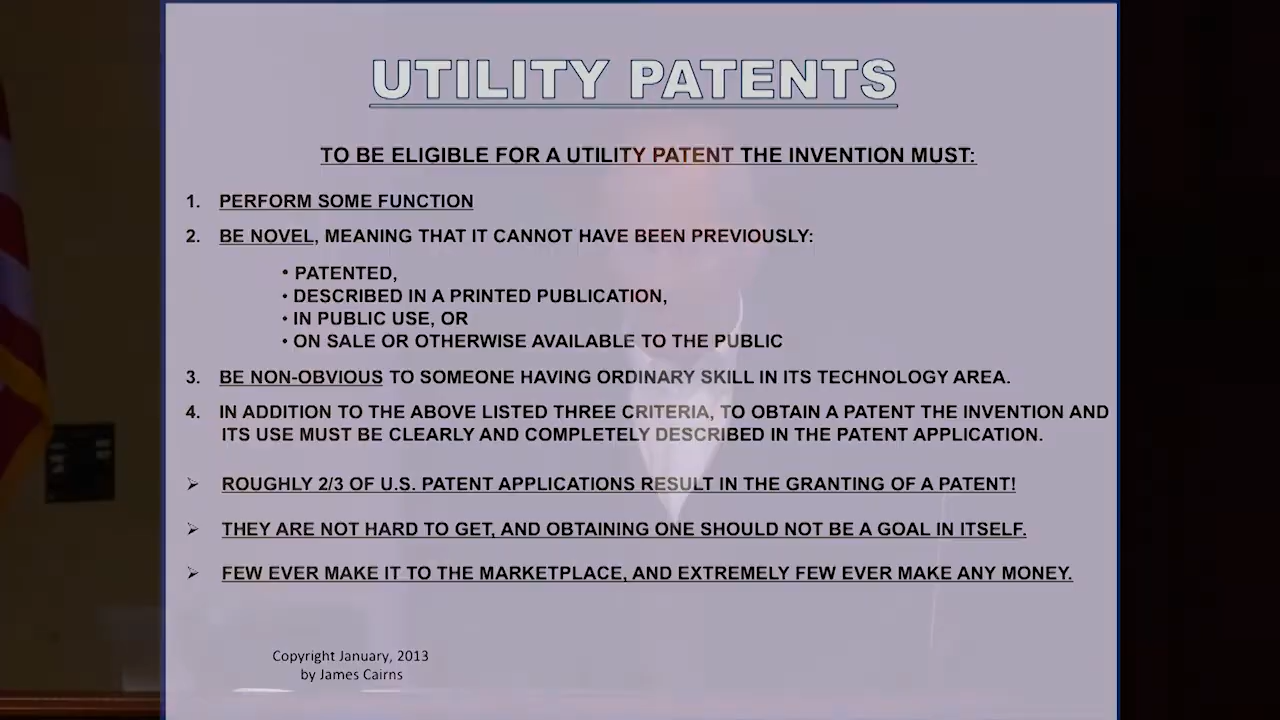 UTILITY PATENTS
TO BE ELIGIBLE FOR A UTILITY PATENT THE INVENTION MUST:
1. PERFORM SOME FUNCTION
2. BE NOVEL, MEANING THAT IT CANNOT HAVE BEEN PREVIOUSLY:
• PATENTED,
• DESCRIBED IN A PRINTED PUBLICATION,
• IN PUBLIC USE, OR
• ON SALE OR OTHERWISE AVAILABLE TO THE PUBLIC
3. BE NON-OBVIOUS TO SOMEONE HAVING ORDINARY SKILL IN ITS TECHNOLOGY AREA.
4. IN ADDITION TO THE ABOVE LISTED THREE CRITERIA, TO OBTAIN A PATENT THE INVENTION AND
ITS USE MUST BE CLEARLY AND COMPLETELY DESCRIBED IN THE PATENT APPLICATION.
➢ ROUGHLY 2/3 OF U.S. PATENT APPLICATIONS RESULT IN THE GRANTING OF A PATENT!
➢ THEY ARE NOT HARD TO GET, AND OBTAINING ONE SHOULD NOT BE A GOAL IN ITSELF.
➢ FEW EVER MAKE IT TO THE MARKETPLACE, AND EXTREMELY FEW EVER MAKE ANY MONEY.
Copyright January, 2013
by James Cairns